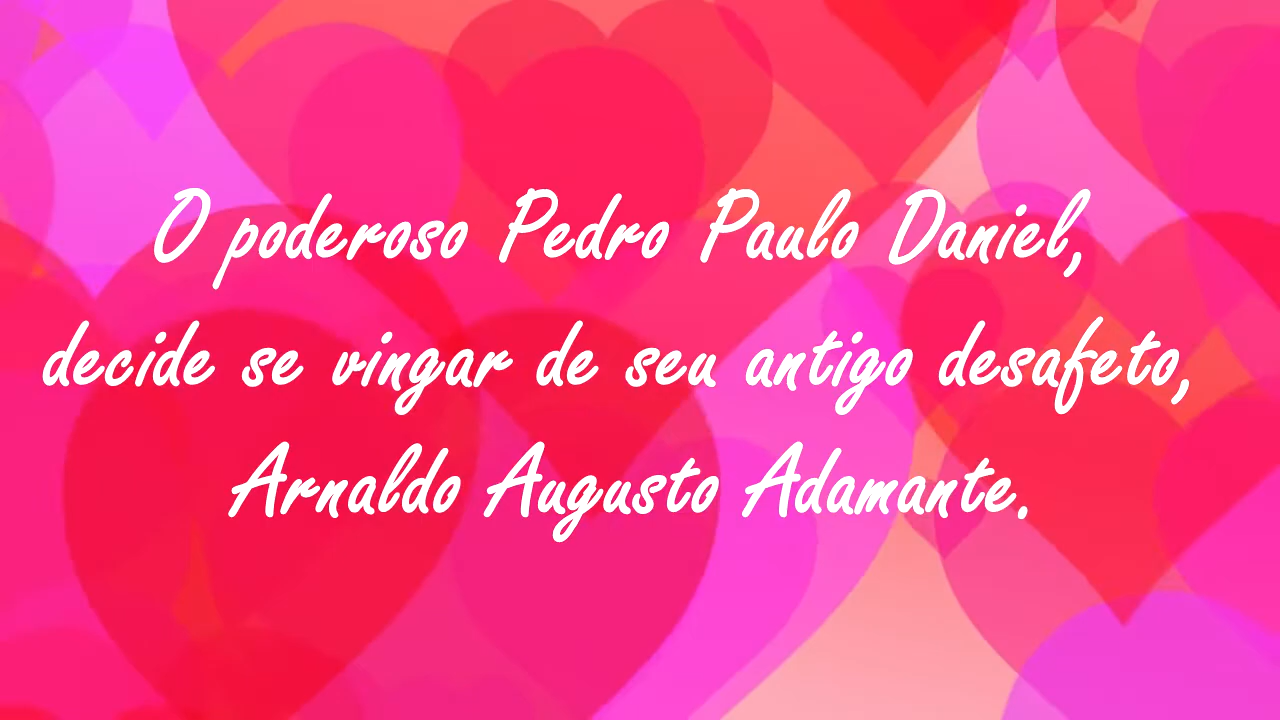 O poderoso Pedro Paulo Daniel,
decide se vingar de seu antigo desafeto,
Arnaldo Augusto Adamante.